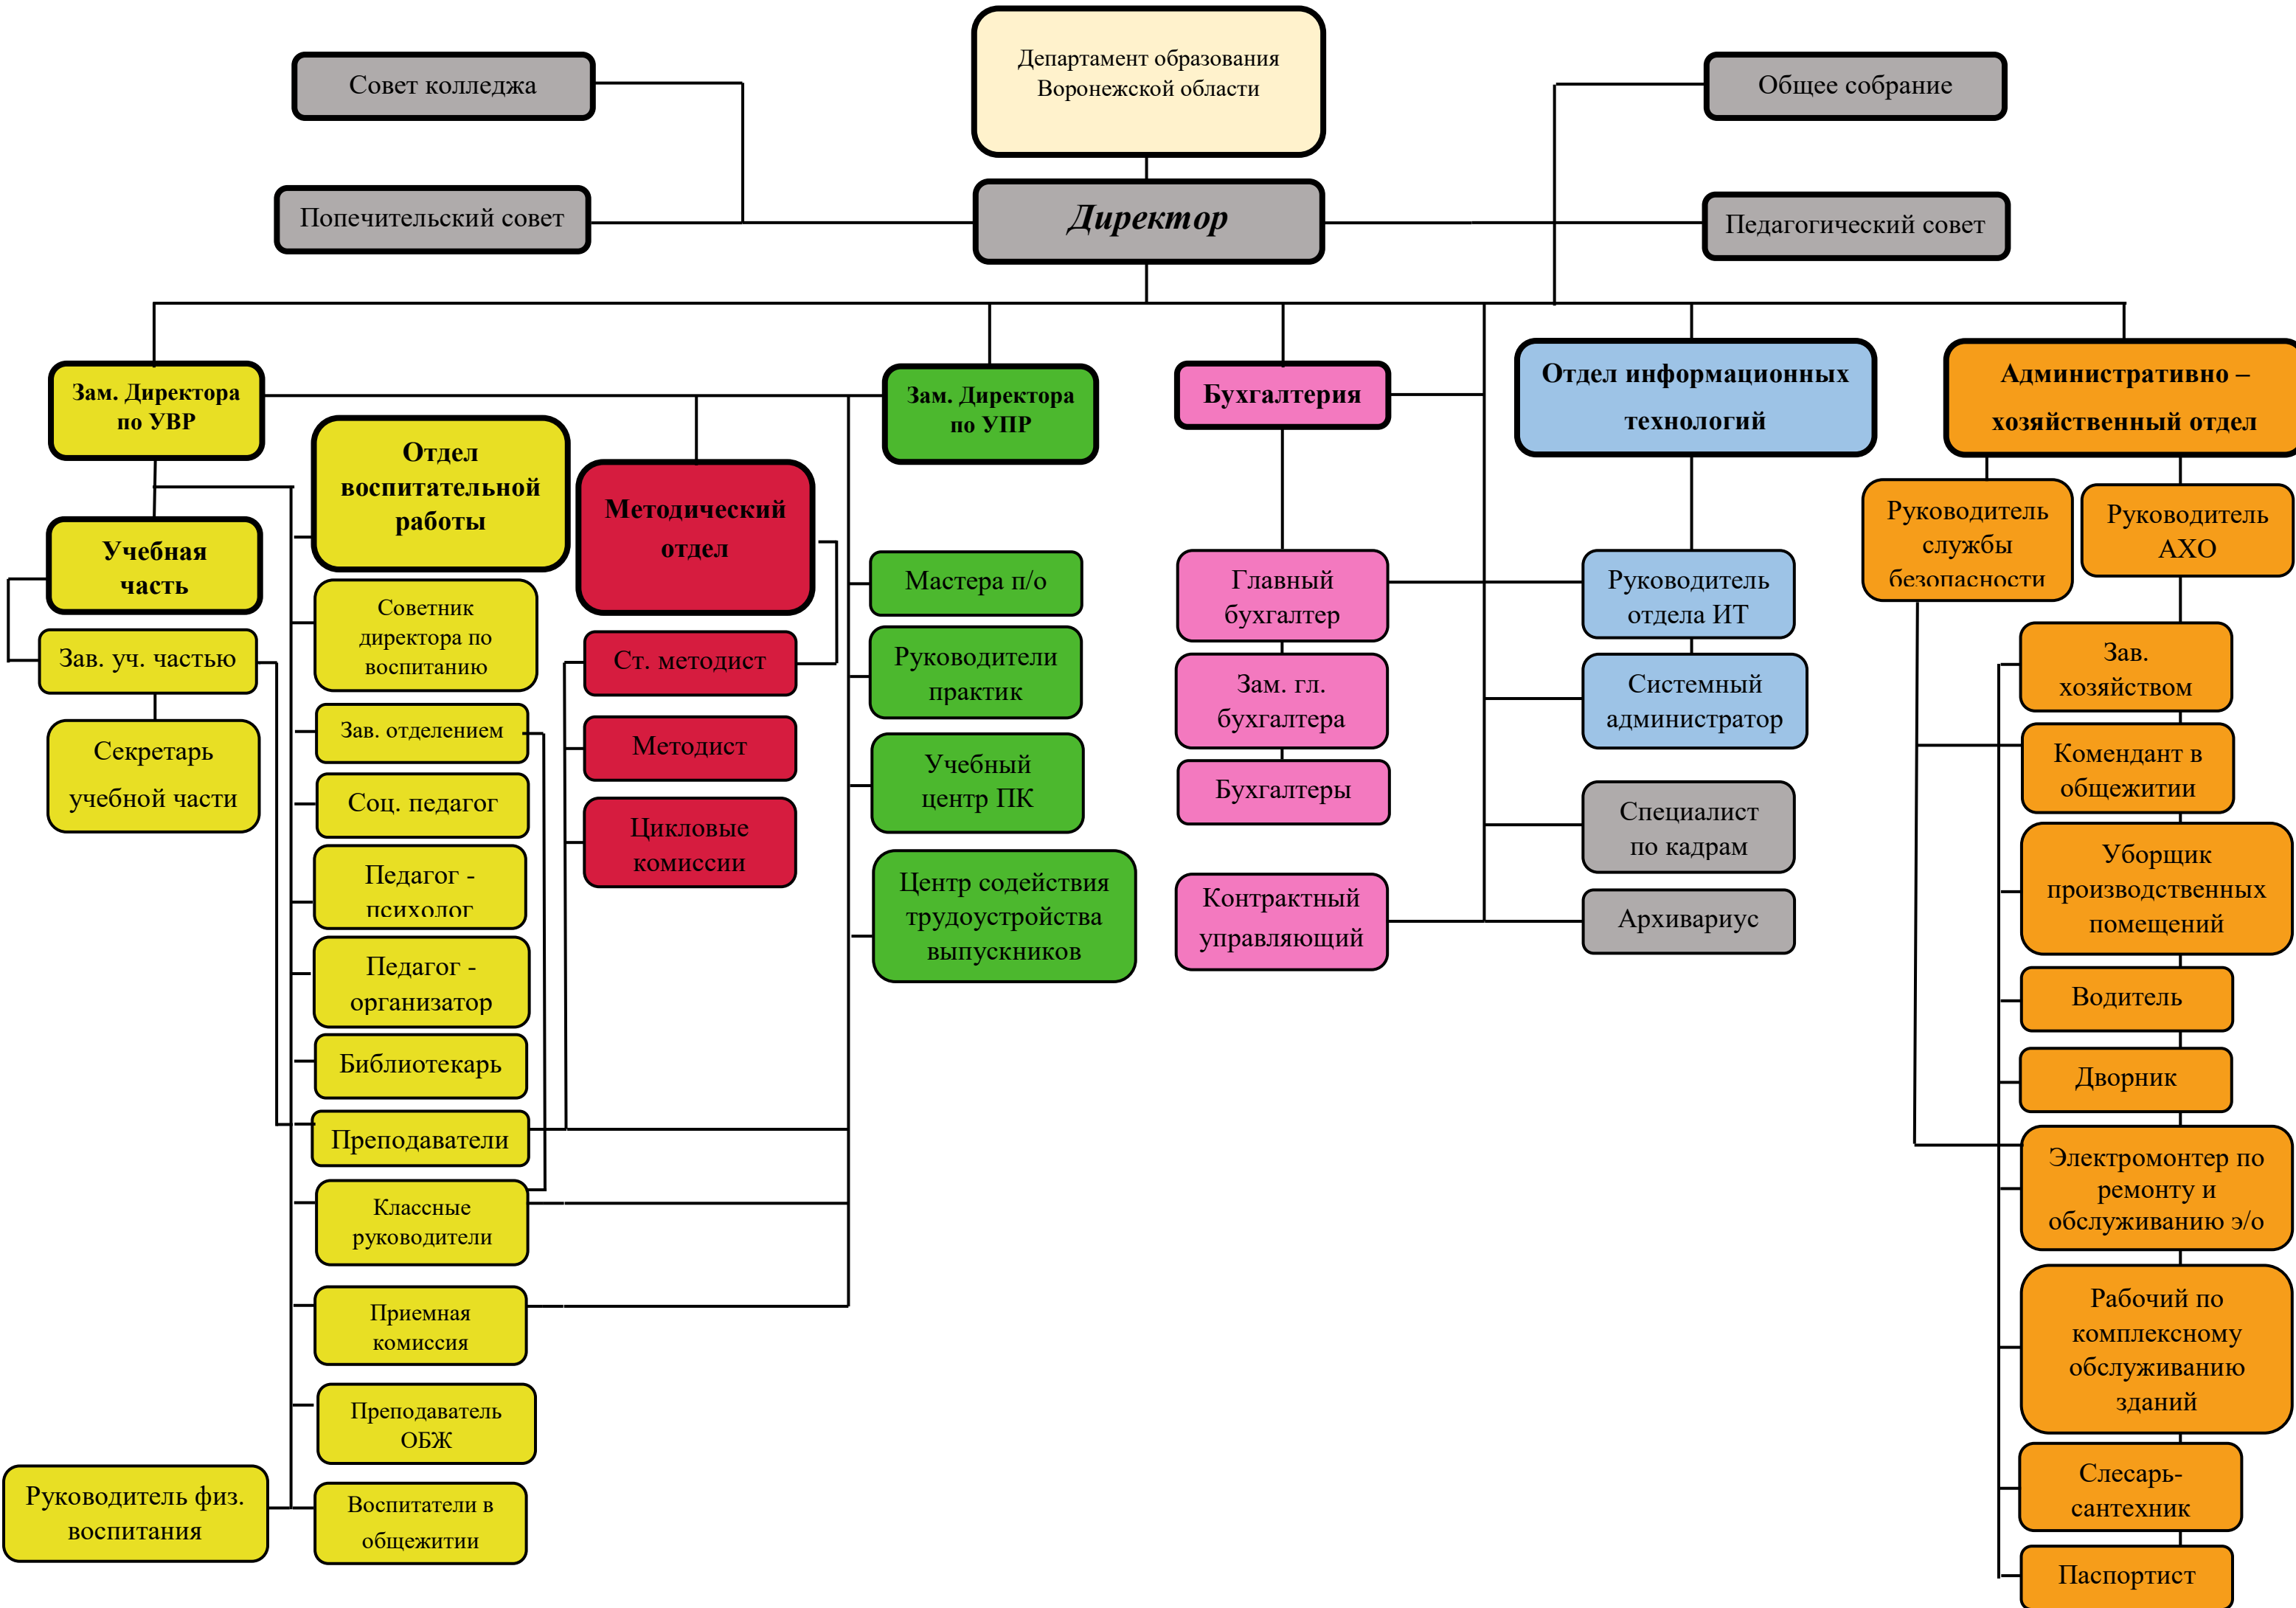 Департамент образования
Воронежской области
Совет колледжа
Общее собрание
Попечительский совет
Директор
Педагогический совет
Зам. Директора
по УВР
Отдел
воспитательной
работы
Методический
отдел
Зам. Директора
по УПР
Бухгалтерия
Отдел информационных
технологий
Административно –
хозяйственный отдел
Учебная
часть
Зав. уч. частью
Секретарь
учебной части
Советник
директора по
воспитанию
Зав. отделением
Соц. педагог
Педагог -
психолог
Педагог -
организатор
Библиотекарь
Преподаватели
Классные
руководители
Приемная
комиссия
Преподаватель
ОБЖ
Руководитель физ.
воспитания
Воспитатели в
общежитии
Ст. методист
Методист
Цикловые
комиссии
Мастера п/о
Руководители
практик
Учебный
центр ПК
Центр содействия
трудоустройства
выпускников
Главный
бухгалтер
Зам. гл.
бухгалтера
Бухгалтеры
Контрактный
управляющий
Руководитель
отдела ИТ
Системный
администратор
Специалист
по кадрам
Архивариус
Руководитель
службы
безопасности
Руководитель
АХО
Зав.
хозяйством
Комендант в
общежитии
Уборщик
производственных
помещений
Водитель
Дворник
Электромонтер по
ремонту и
обслуживанию э/о
Рабочий по
комплексному
обслуживанию
зданий
Слесарь-
сантехник
Паспортист